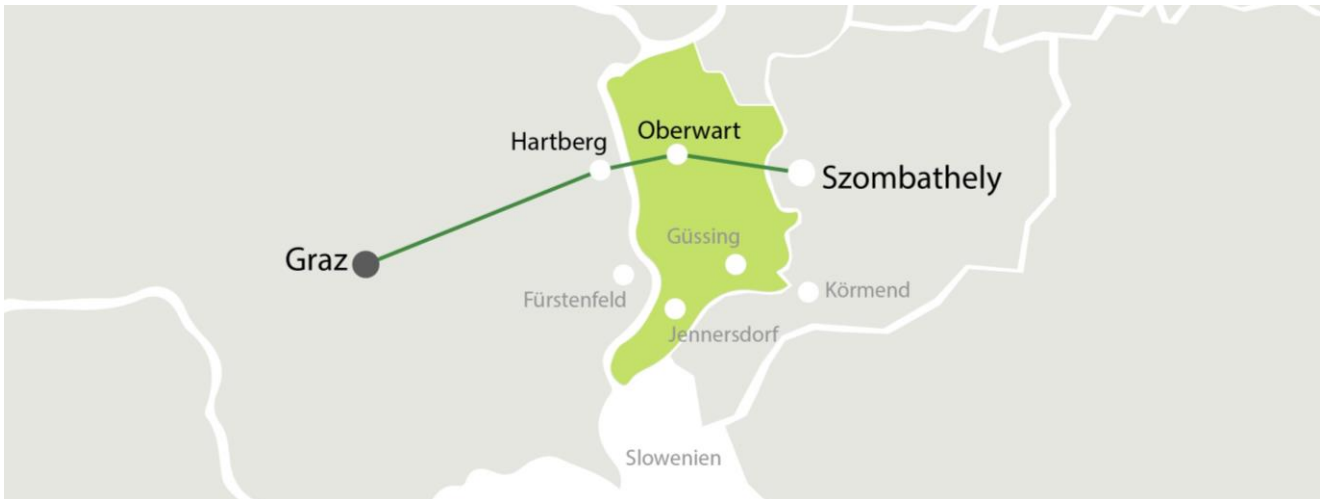 Oberwart
Hartberg
Szombathely
Güssing
Graz
Fürstenfeld
Körmend
Jennersdorf
Slowenien